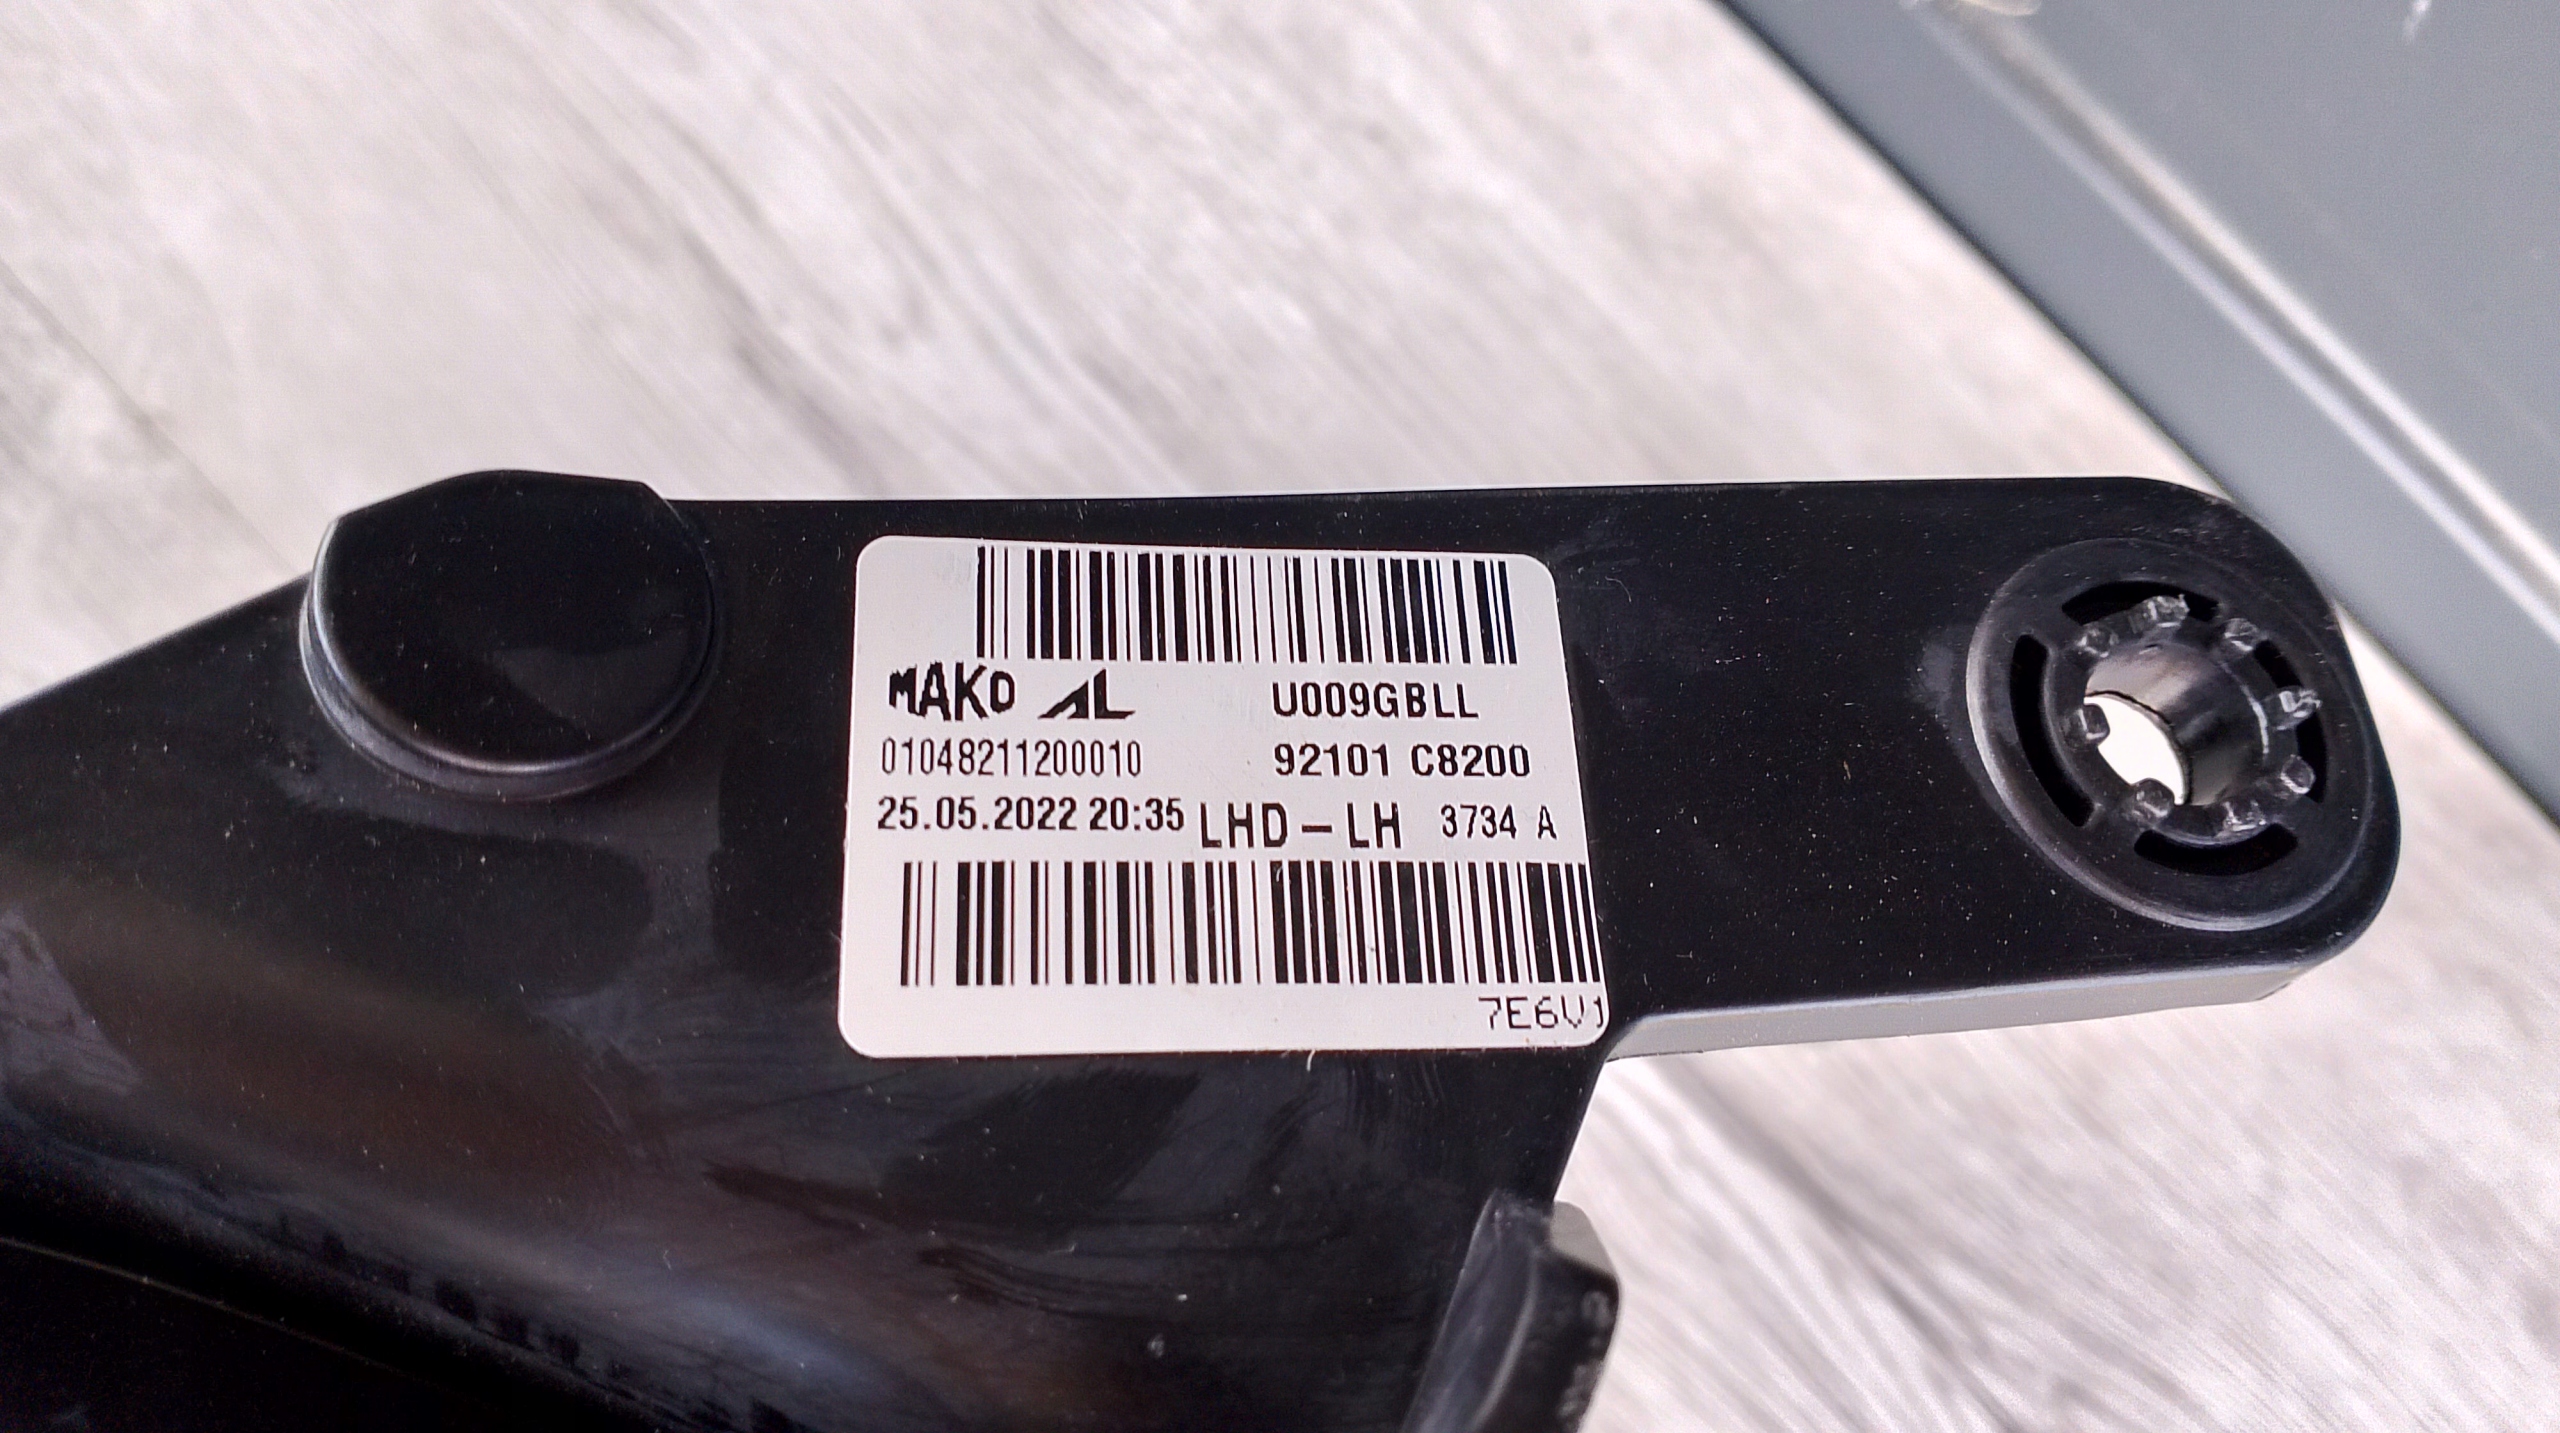 MAKO AL U009GBLL
01048211200010 92101 C8200
25.05.2022 20:35 LHD-LH 3734 A
7E6V1